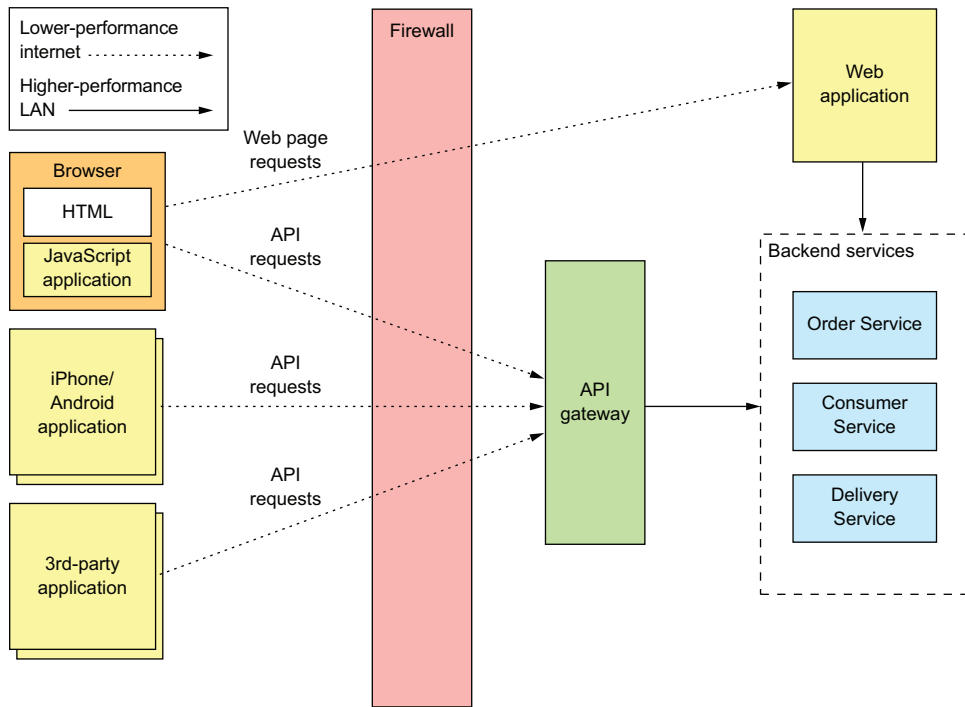 Lower-performance
internet
Higher-performance
LAN
Firewall
Web
application
Web page
requests
Browser
HTML
JavaScript
application
API
requests
Backend services
Order Service
iPhone/
Android
application
API
requests
API
gateway
Consumer
Service
API
requests
Delivery
Service
3rd-party
application